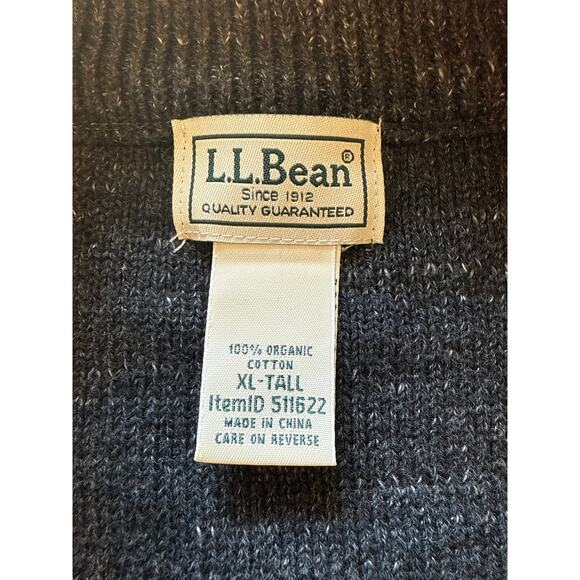 L.L.Bean®
Since 1912
QUALITY GUARANTEED
100% ORGANIC
COTTON
XL-TALL
ItemID 511622
MADE IN CHINA
CARE ON REVERSE